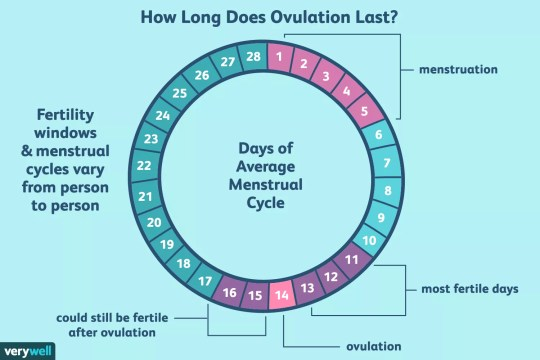 How Long Does Ovulation Last?
1
2
3
4
5
6
7
8
9
10
11
12
13
14
15
16
17
18
19
20
21
22
23
24
25
26
27
28
menstruation
Fertility
windows
& menstrual
cycles vary
from person
to person
Days of
Average
Menstrual
Cycle
most fertile days
could still be fertile
after ovulation
ovulation
verywell